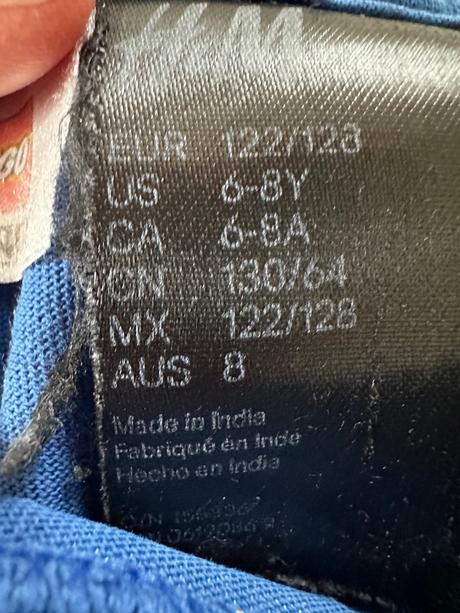 H&M
EUR 122/128
US 6-8Y
CA 6-8A
CN 130/64
MX 122/128
AUS 8
Made in India
Fabriqué en Inde
Hecho en India